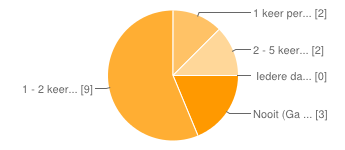 1 keer per... [2]
2 - 5 keer... [2]
Iedere da... [0]
1 - 2 keer... [9]
Nooit (Ga ... [3]